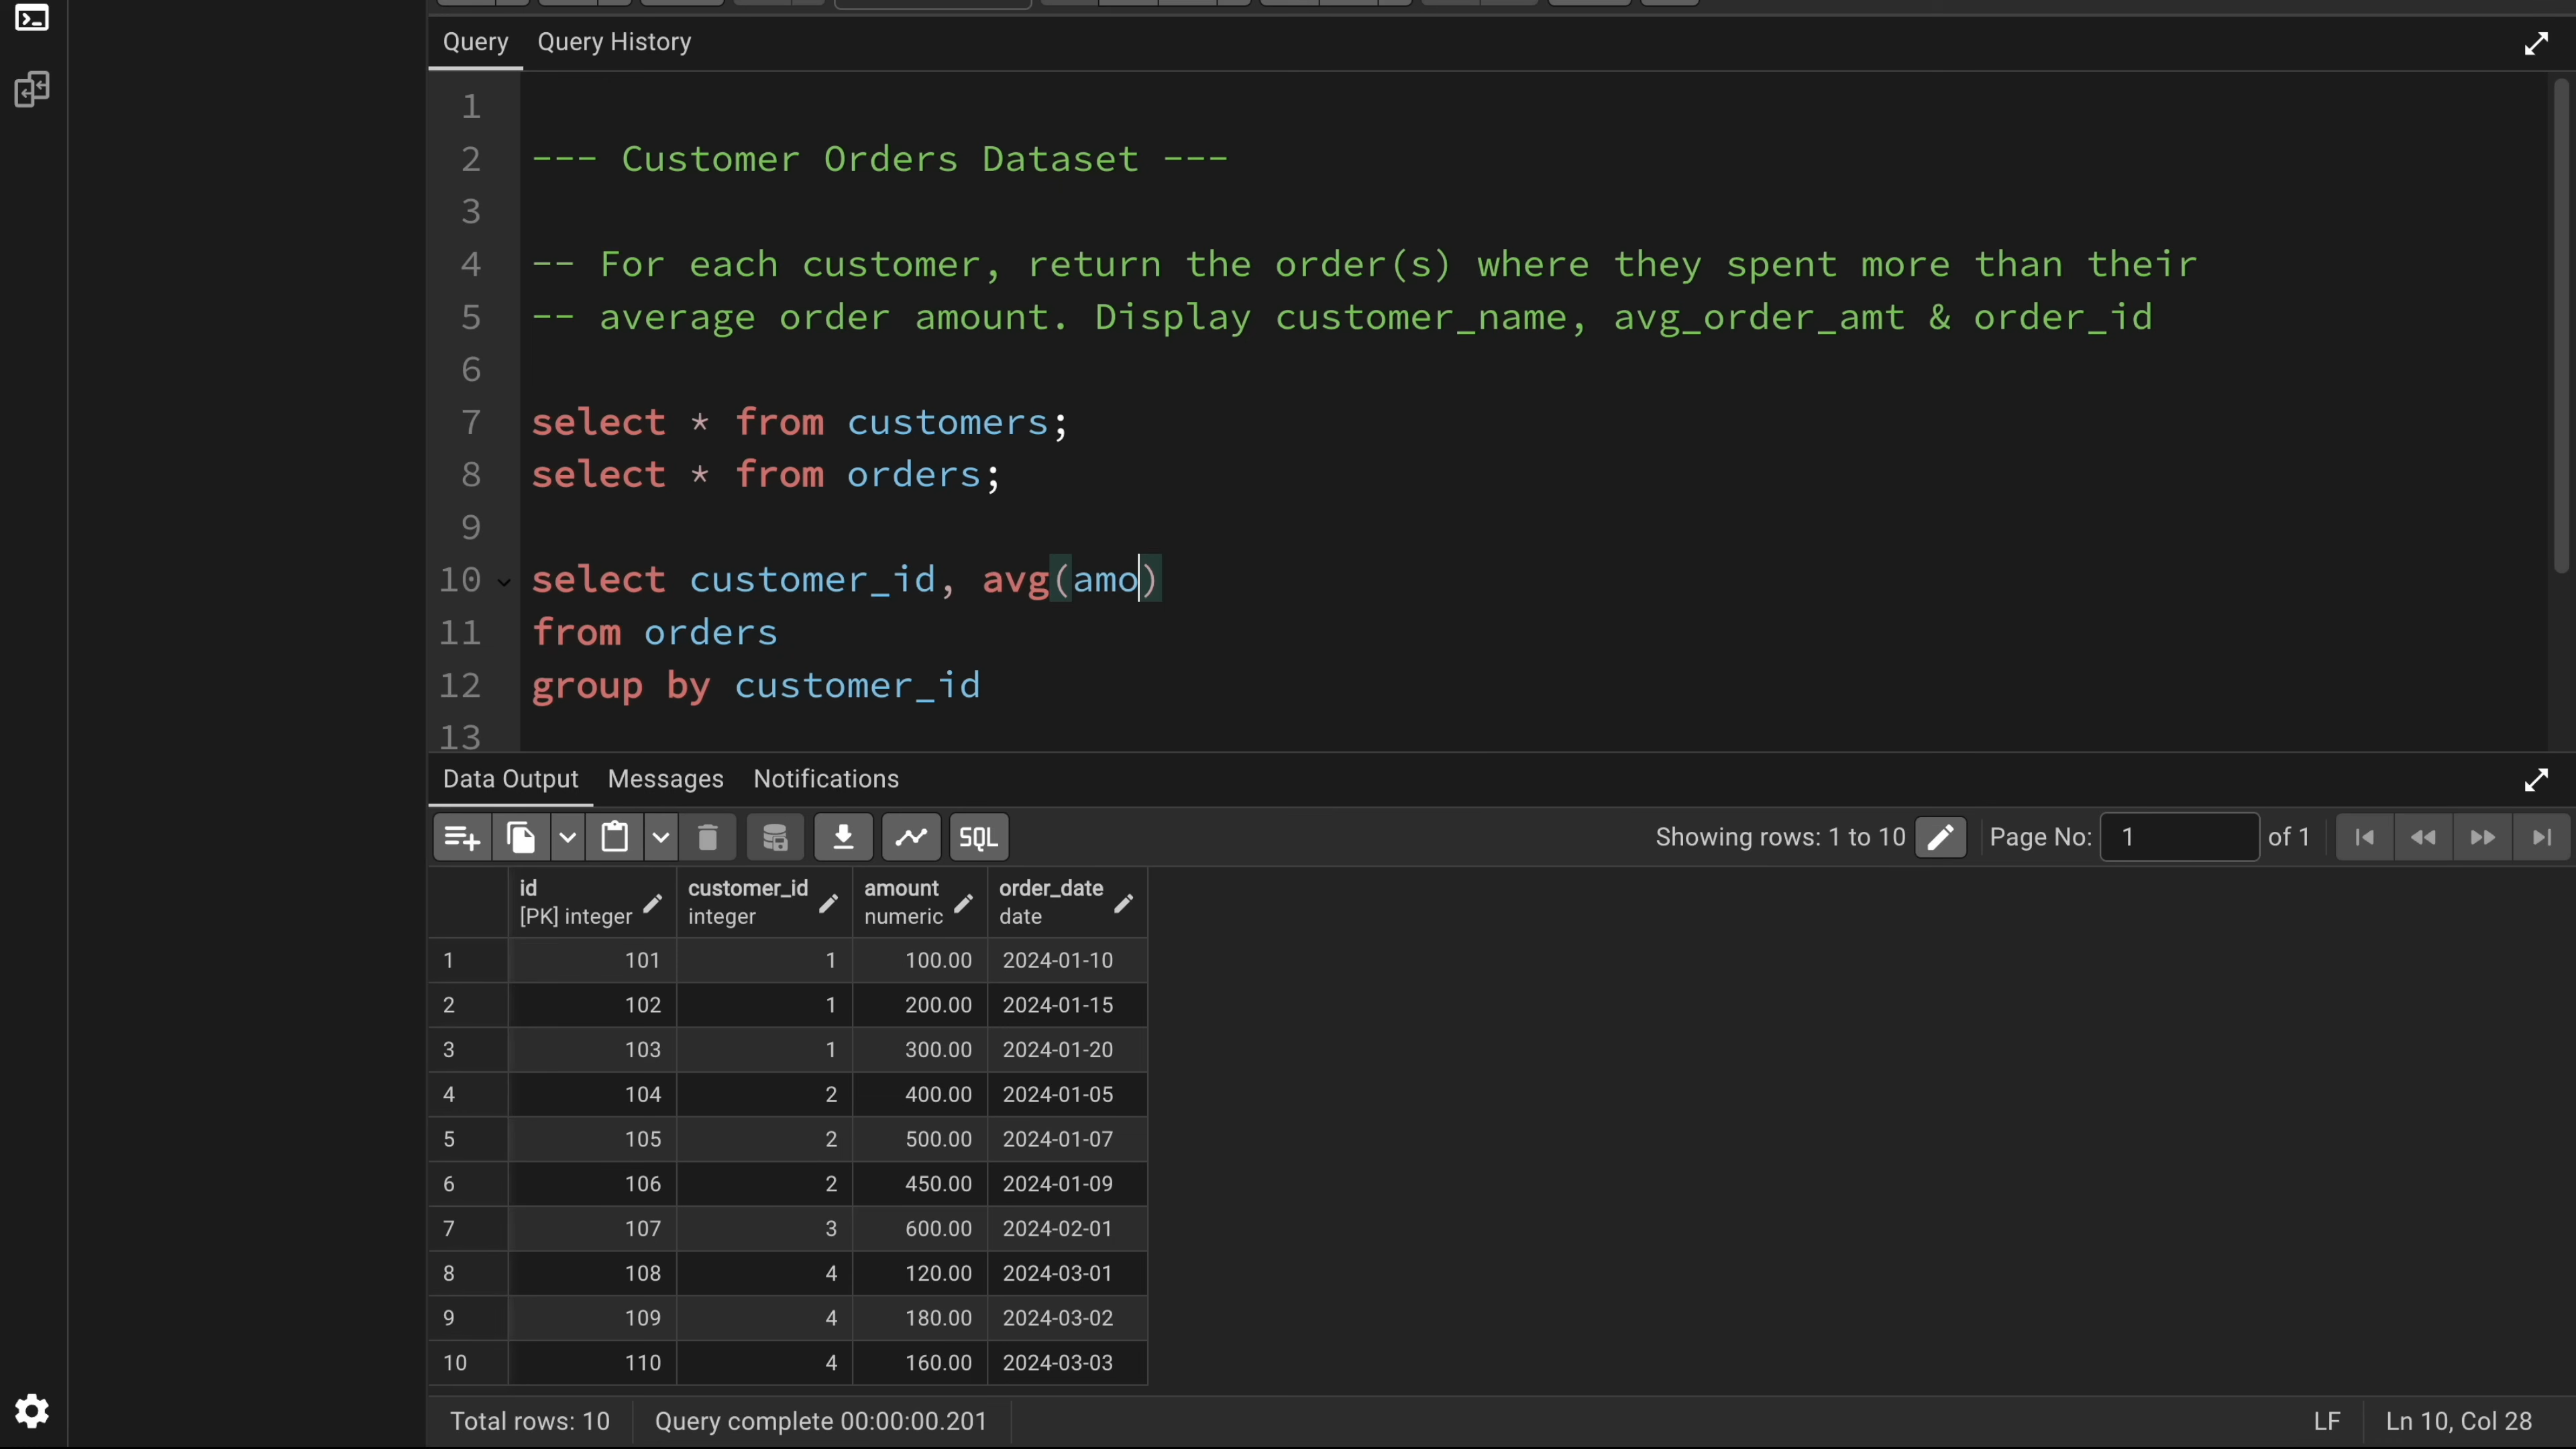 Query Query History
1
2 --- Customer Orders Dataset ---
3
4 -- For each customer, return the order(s) where they spent more than their
5 -- average order amount. Display customer_name, avg_order_amt & order_id
6
7 select * from customers;
8 select * from orders;
9
10 select customer_id, avg(amo)
11 from orders
12 group by customer_id
13
Data Output Messages Notifications
SQL Showing rows: 1 to 10 Page No: 1 of 1
id customer_id amount order_date
[PK] integer integer numeric date
1 101 1 100.00 2024-01-10
2 102 1 200.00 2024-01-15
3 103 1 300.00 2024-01-20
4 104 2 400.00 2024-01-05
5 105 2 500.00 2024-01-07
6 106 2 450.00 2024-01-09
7 107 3 600.00 2024-02-01
8 108 4 120.00 2024-03-01
9 109 4 180.00 2024-03-02
10 110 4 160.00 2024-03-03
Total rows: 10 Query complete 00:00:00.201 LF Ln 10, Col 28